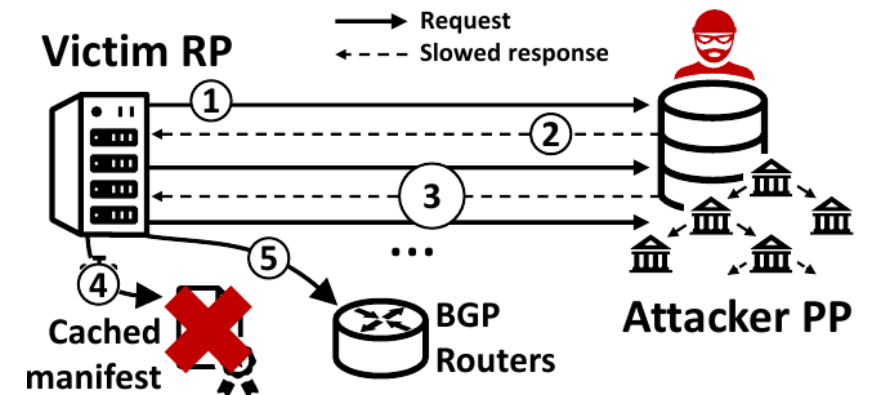 Request
Slowed response
Victim RP
1
2
3
...
4
5
Cached
manifest
BGP
Routers
Attacker PP